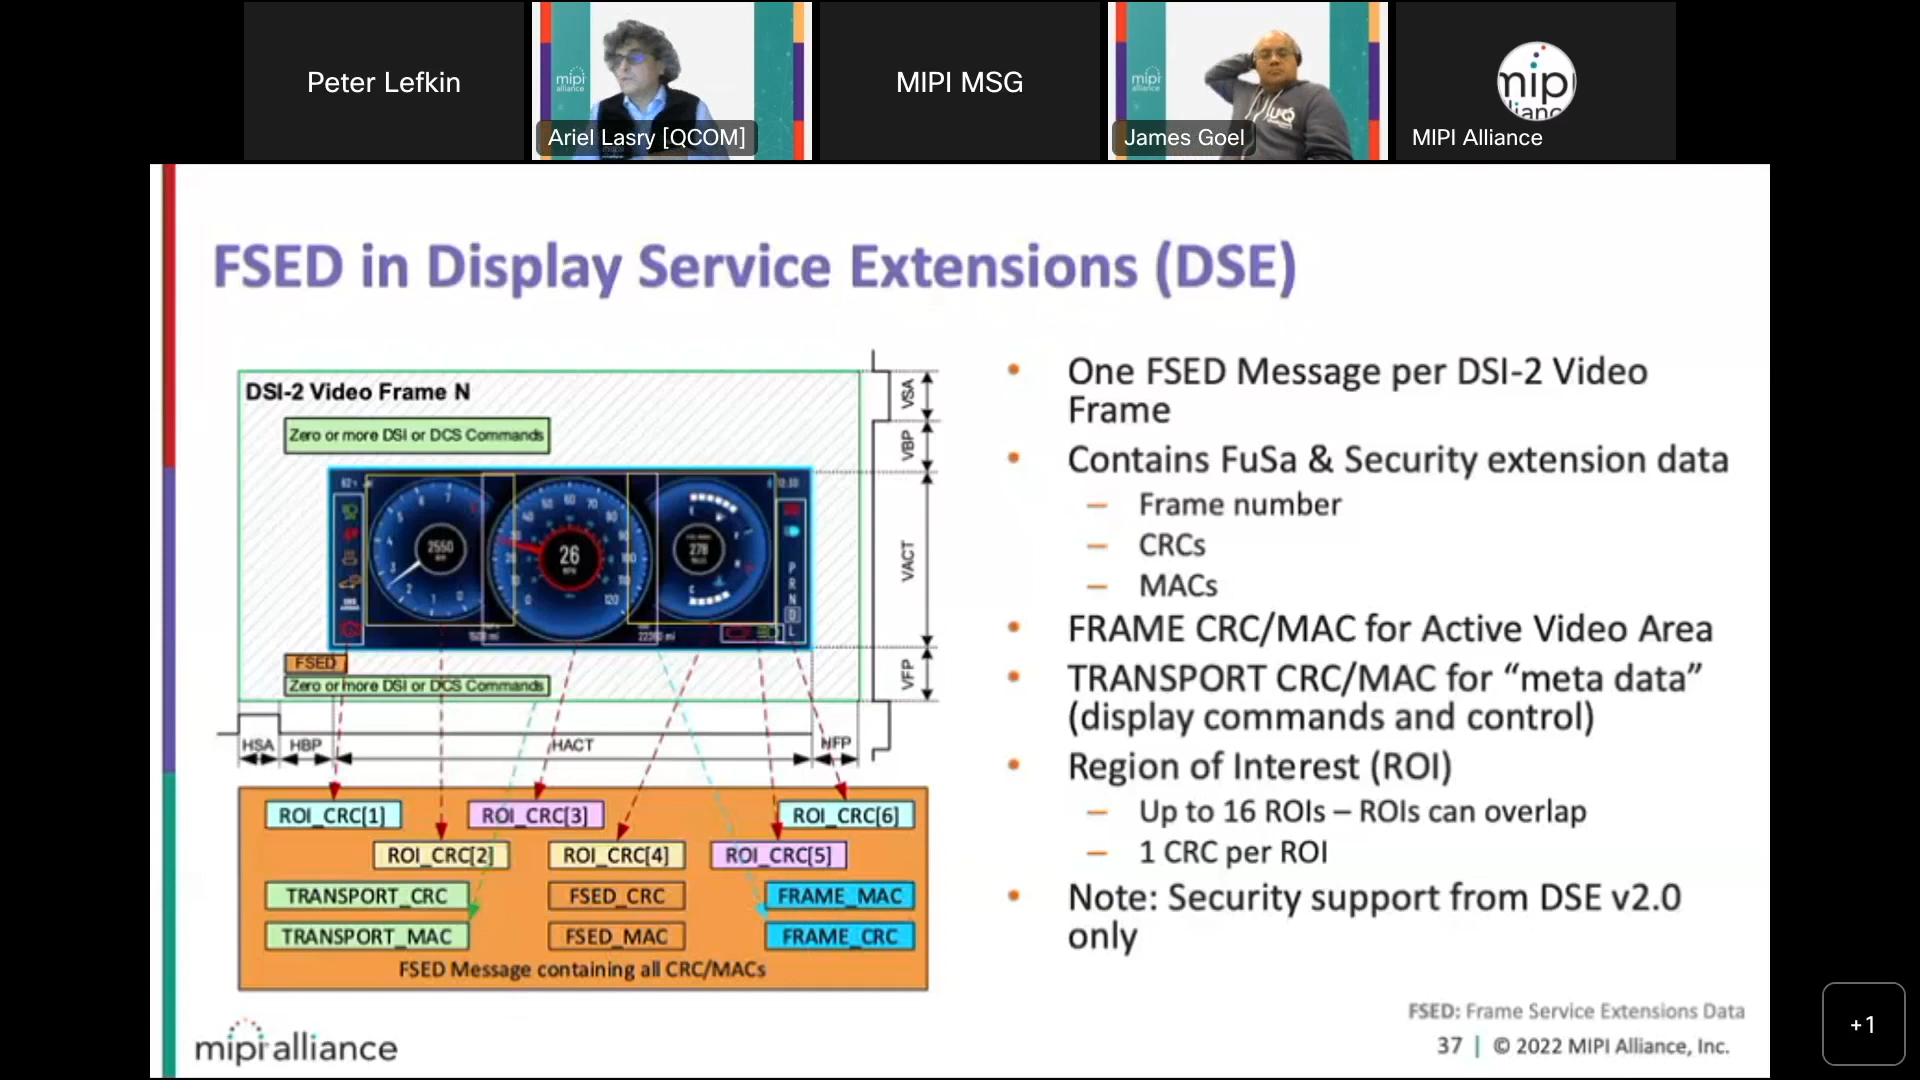 Peter Lefkin
mipi
alliance
Ariel Lasry [QCOM]
MIPI MSG
mipi
alliance
James Goel
MIPI Alliance
FSED in Display Service Extensions (DSE)
DSI-2 Video Frame N
Zero or more DSI or DCS Commands
VSA
VBP
VACT
VFP
2550
26
278
P
R
N
D
L
FSED
Zero or more DSI or DCS Commands
HSA
HBP
HACT
HFP
ROI_CRC[1]
ROI_CRC[3]
ROI_CRC[6]
ROI_CRC[2]
ROI_CRC[4]
ROI_CRC[5]
TRANSPORT_CRC
FSED_CRC
FRAME_MAC
TRANSPORT_MAC
FSED_MAC
FRAME_CRC
FSED Message containing all CRC/MACs
• One FSED Message per DSI-2 Video
Frame
• Contains FuSa & Security extension data
– Frame number
– CRCs
– MACs
• FRAME CRC/MAC for Active Video Area
• TRANSPORT CRC/MAC for “meta data”
(display commands and control)
• Region of Interest (ROI)
– Up to 16 ROIs – ROIs can overlap
– 1 CRC per ROI
• Note: Security support from DSE v2.0
only
mipi alliance
FSED: Frame Service Extensions Data
37 | © 2022 MIPI Alliance, Inc.
+1